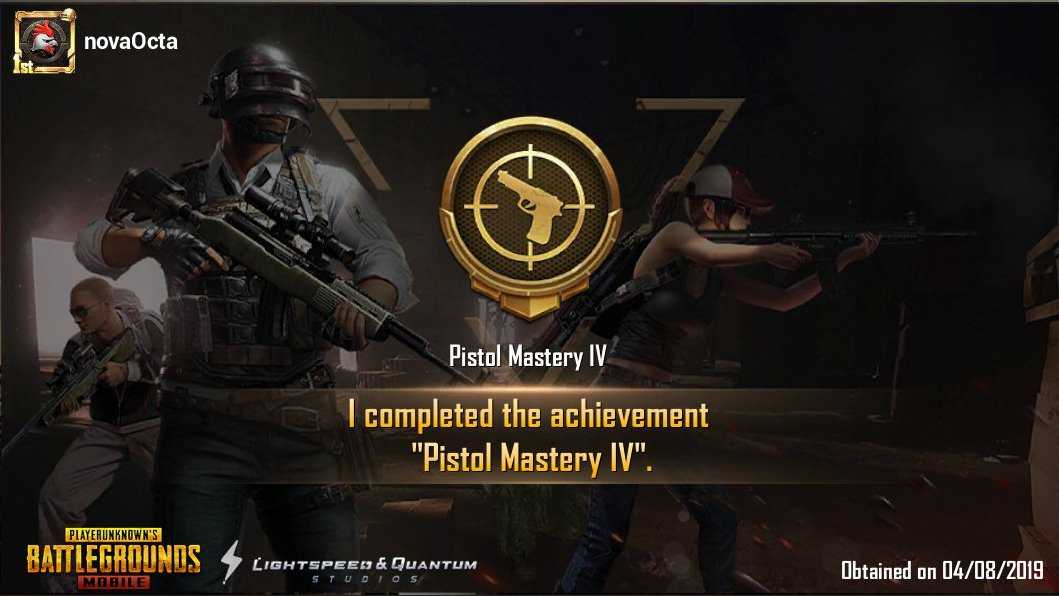 novaOcta
1st
Pistol Mastery IV
I completed the achievement
"Pistol Mastery IV".
PLAYERUNKNOWN'S
BATTLEGROUNDS
MOBILE
LIGHTSPEED & QUANTUM
STUDIOS
Obtained on 04/08/2019